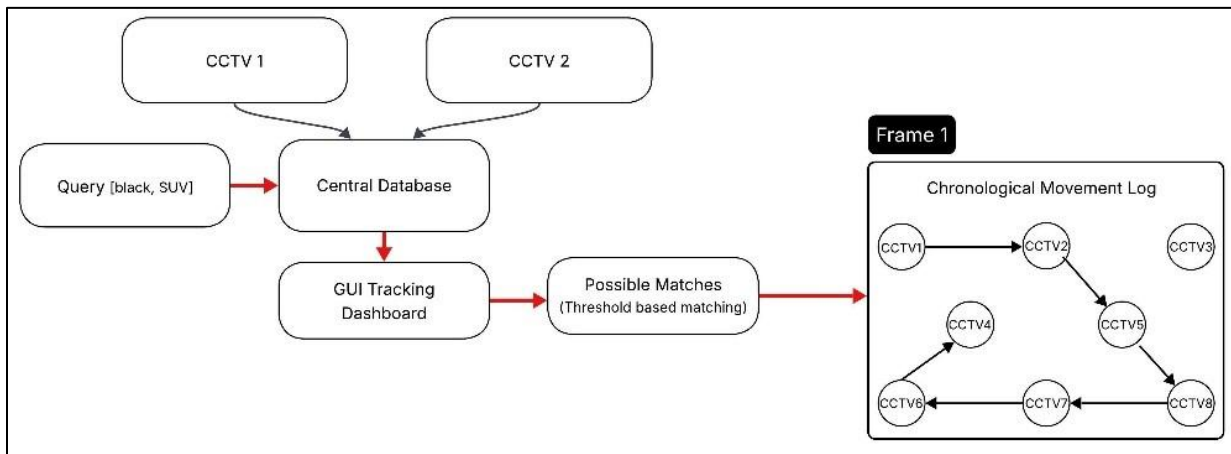 CCTV 1
CCTV 2
Query [black, SUV]
Central Database
GUI Tracking
Dashboard
Possible Matches
(Threshold based matching)
Frame 1
Chronological Movement Log
CCTV1
CCTV2
CCTV3
CCTV4
CCTV5
CCTV6
CCTV7
CCTV8